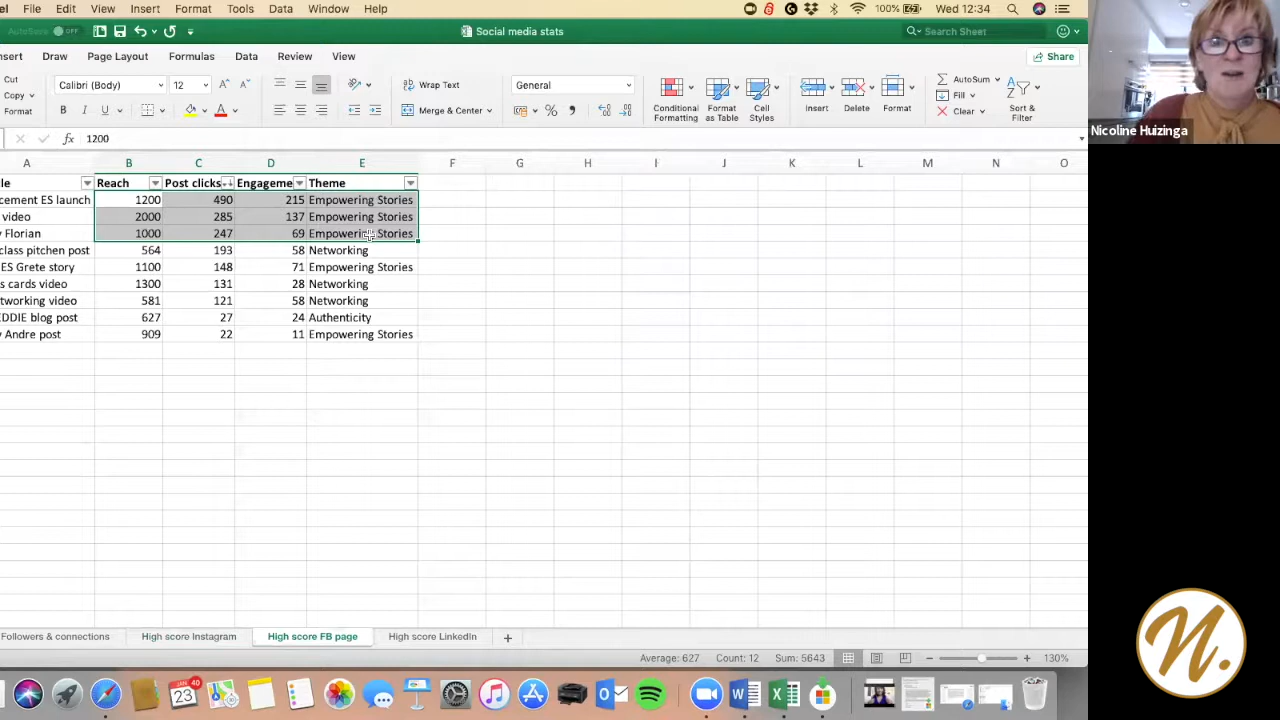 el File Edit View Insert Format Tools Data Window Help 100% Wed 12:34
AutoSave OFF Social media stats Search Sheet
nsert Draw Page Layout Formulas Data Review View Share
Cut Calibri (Body) 12 Wrap Text General AutoSum
Copy Fill
Format B I U Merge & Center % Clear
Conditional Formatting Format as Table Cell Styles Insert Delete Format Sort & Filter
fx 1200
A B C D E F G H I J K L M N O
le Reach Post clicks Engageme Theme
cement ES launch 1200 490 215 Empowering Stories
video 2000 285 137 Empowering Stories
y Florian 1000 247 69 Empowering Stories
class pitchen post 564 193 58 Networking
ES Grete story 1100 148 71 Empowering Stories
s cards video 1300 131 28 Networking
tworking video 581 121 58 Networking
EDDIE blog post 627 27 24 Authenticity
y Andre post 909 22 11 Empowering Stories
Followers & connections High score Instagram High score FB page High score LinkedIn +
Average: 627 Count: 12 Sum: 5643 130%
JAN 23 40
Nicoline Huizinga
N.